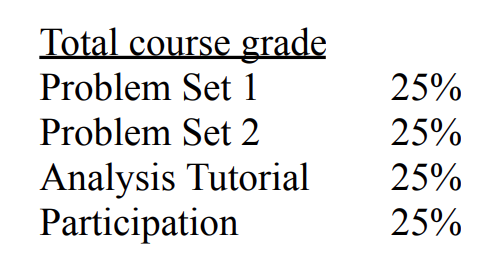 Total course grade
Problem Set 1 25%
Problem Set 2 25%
Analysis Tutorial 25%
Participation 25%